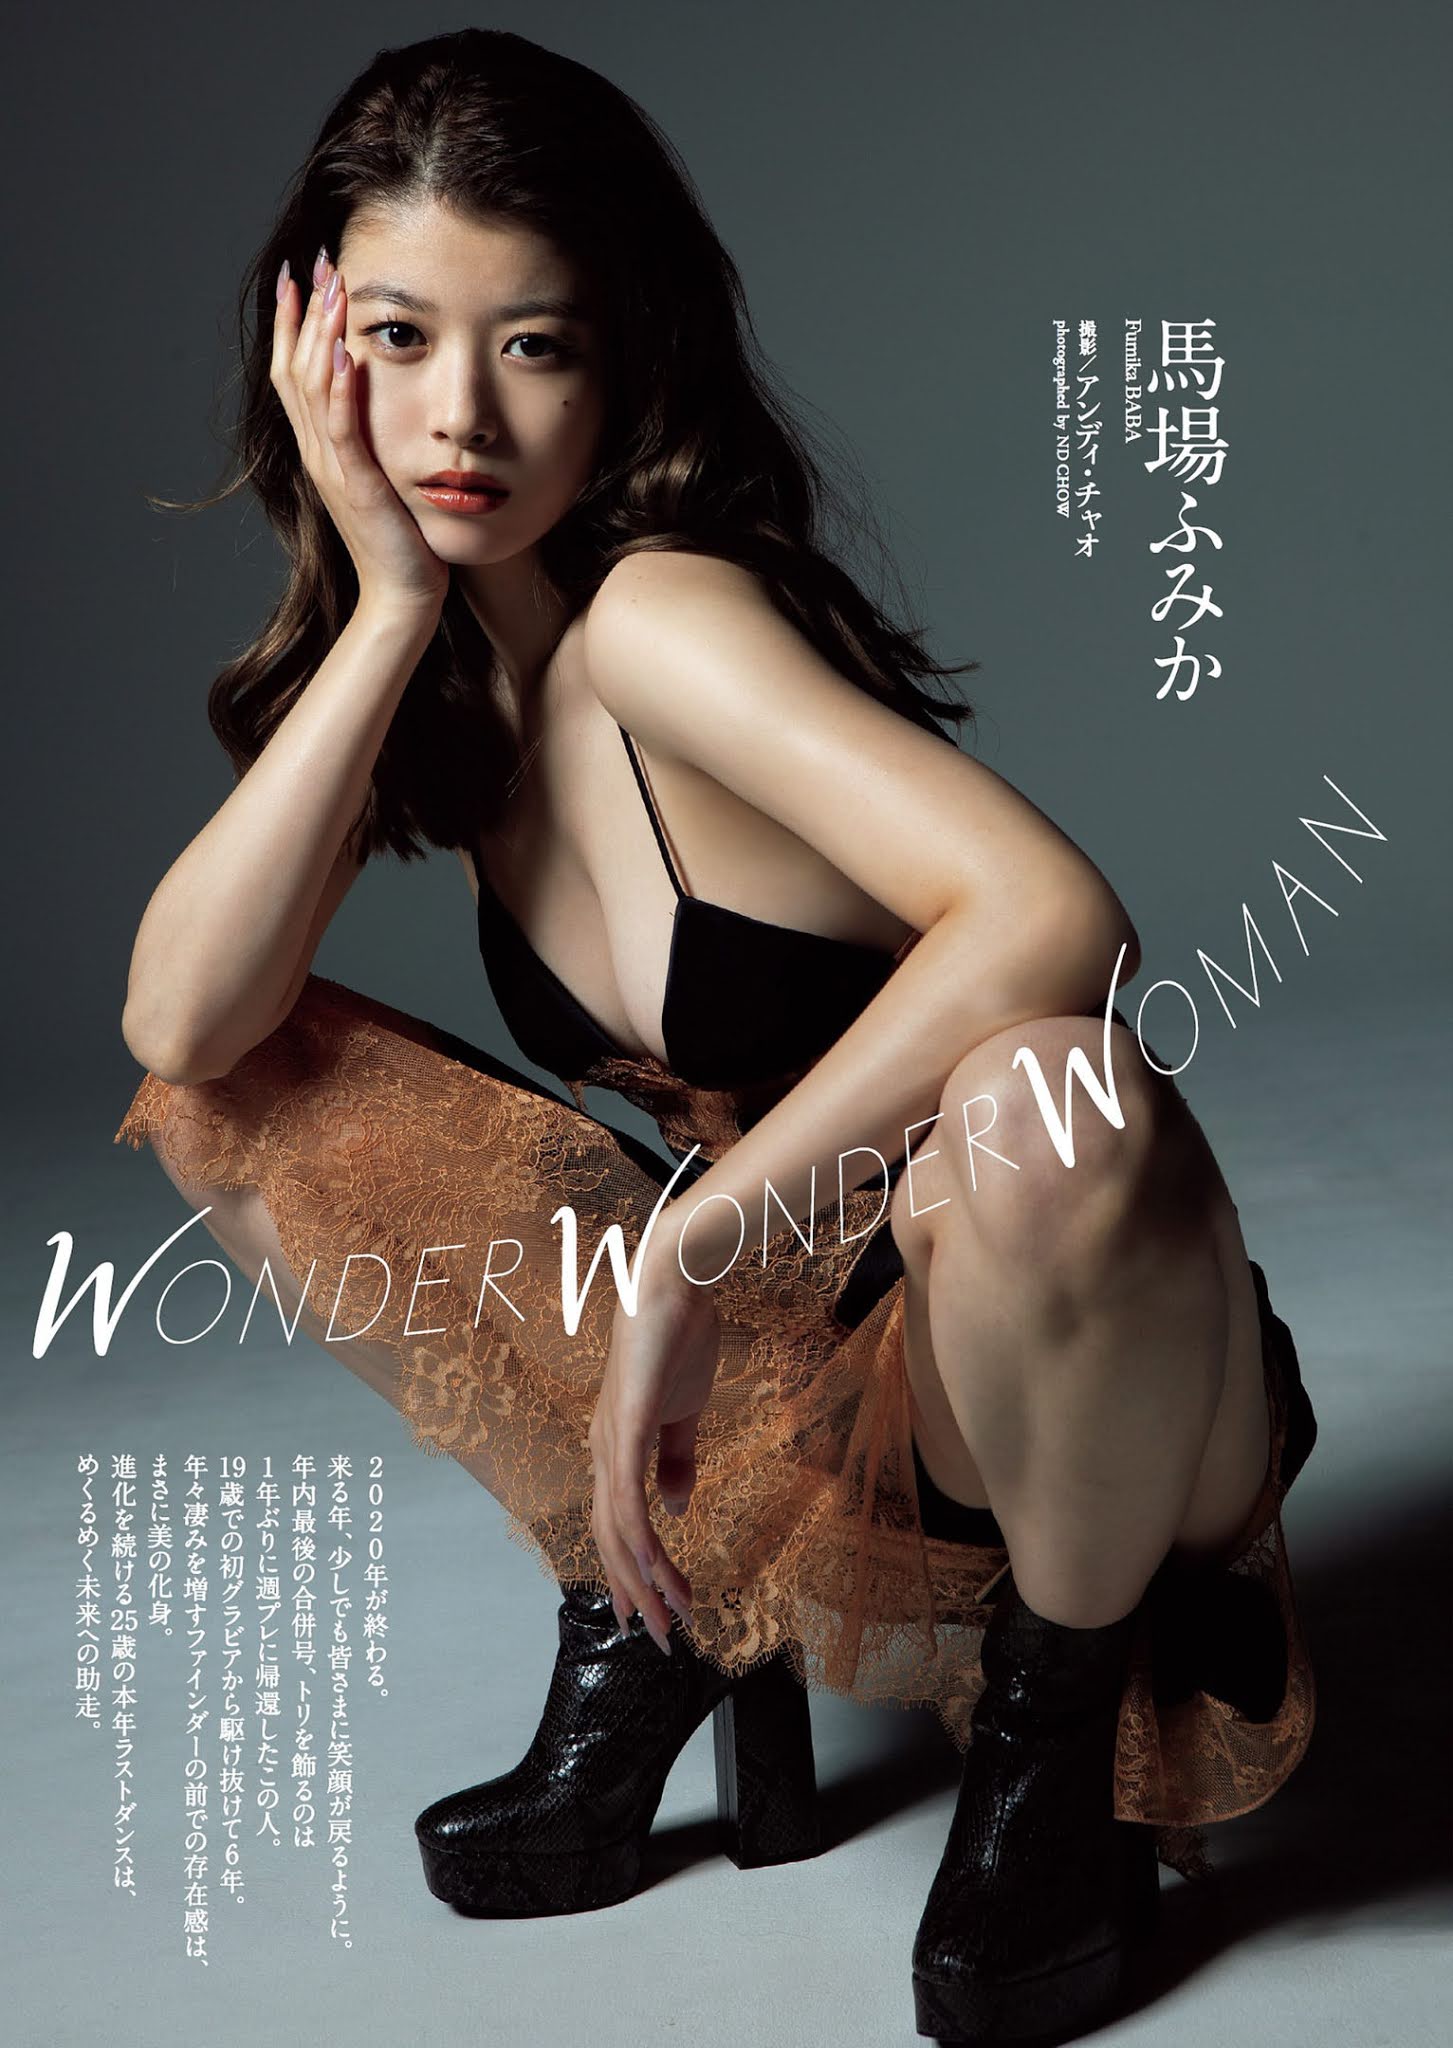 馬場ふみか
Fumika BABA
撮影／アンディ・チャオ
photographed by ND CHOW
WONDER WONDER WOMAN
2020年が終わる。
来る年、少しでも皆さまに笑顔が戻るように。
年内最後の合併号、トリを飾るのは
1年ぶりに週プレに帰還したこの人。
19歳での初グラビアから駆け抜けて6年。
年々凄みを増すファインダーの前での存在感は、
まさに美の化身。
進化を続ける25歳の本年ラストダンスは、
めくるめく未来への助走。